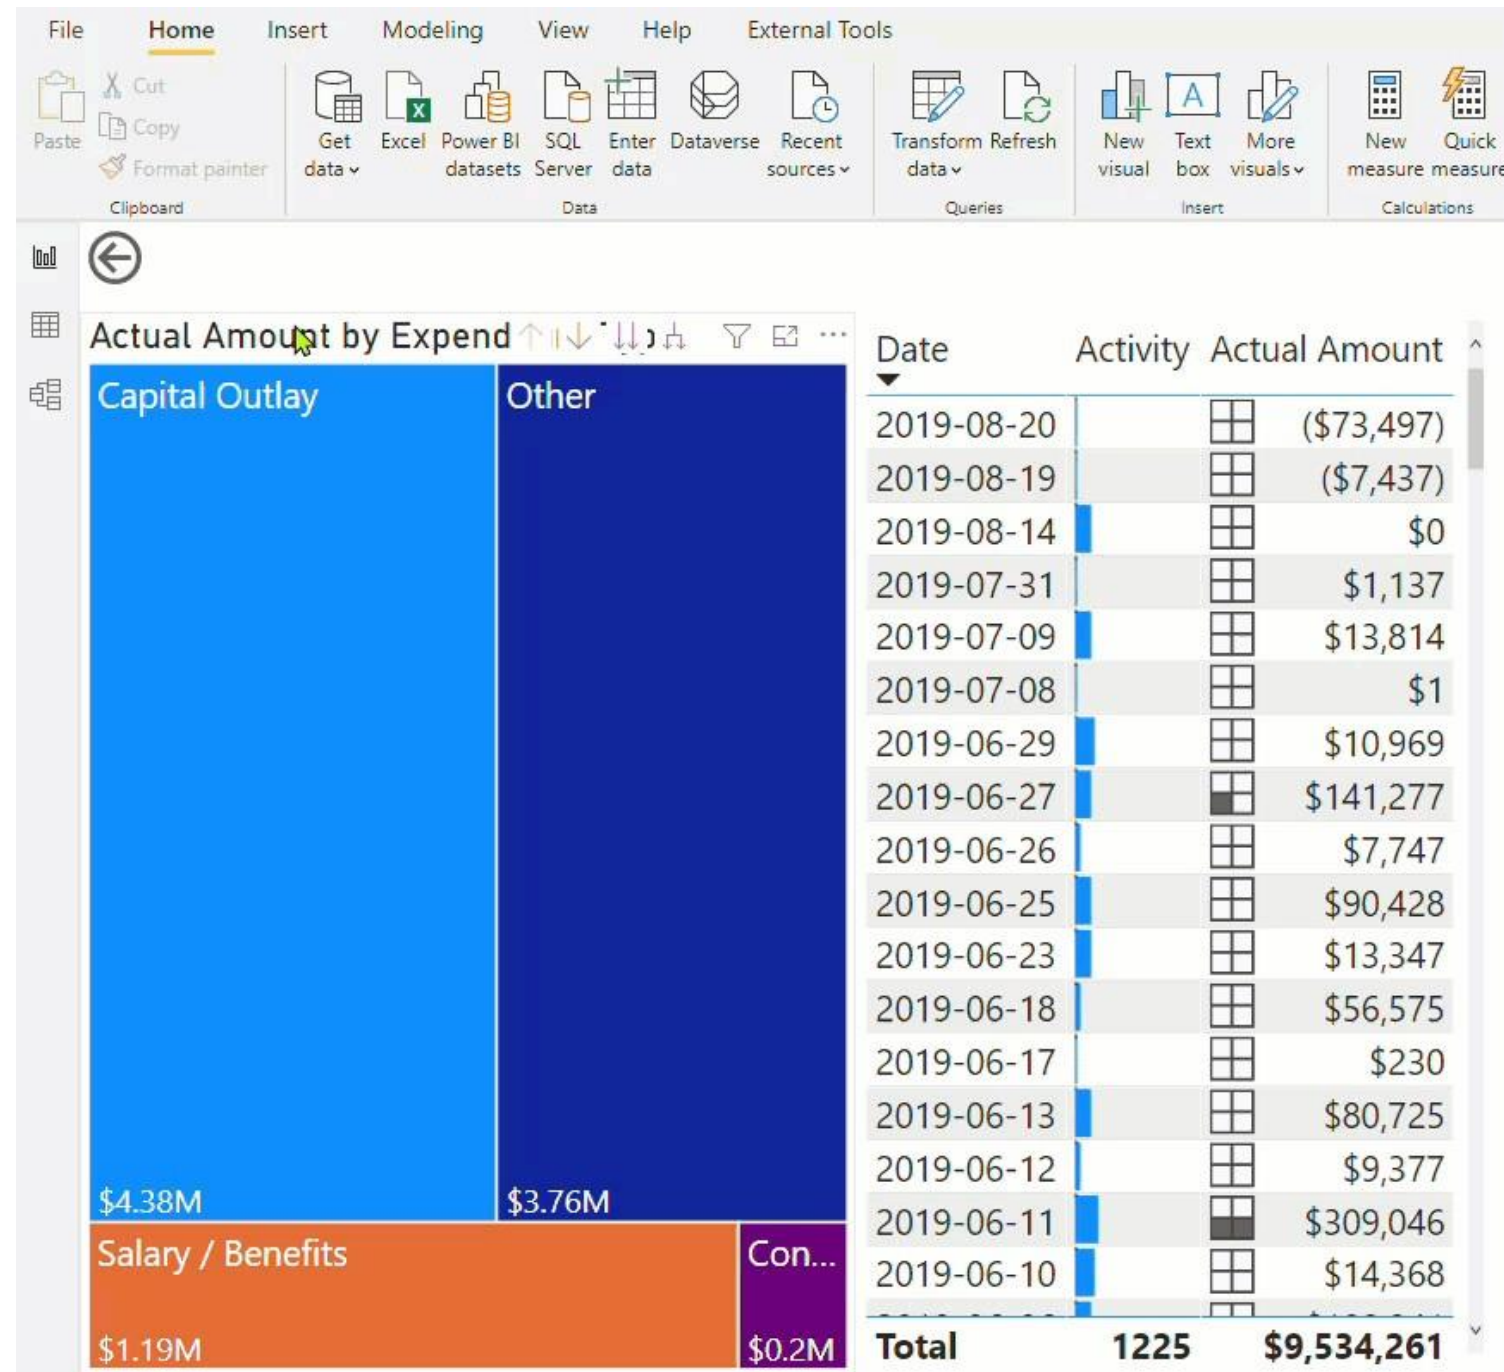 File Home Insert Modeling View Help External Tools
Paste
Cut
Copy
Format painter
Clipboard
Get data
Excel
Power BI datasets
SQL Server
Enter data
Dataverse
Recent sources
Data
Transform data
Refresh
Queries
New visual
Text box
More visuals
Insert
New measure
Quick measure
Calculations
Actual Amount by Expend
Capital Outlay
$4.38M
Other
$3.76M
Salary / Benefits
$1.19M
Con...
$0.2M
Date Activity Actual Amount
2019-08-20 ($73,497)
2019-08-19 ($7,437)
2019-08-14 $0
2019-07-31 $1,137
2019-07-09 $13,814
2019-07-08 $1
2019-06-29 $10,969
2019-06-27 $141,277
2019-06-26 $7,747
2019-06-25 $90,428
2019-06-23 $13,347
2019-06-18 $56,575
2019-06-17 $230
2019-06-13 $80,725
2019-06-12 $9,377
2019-06-11 $309,046
2019-06-10 $14,368
Total 1225 $9,534,261